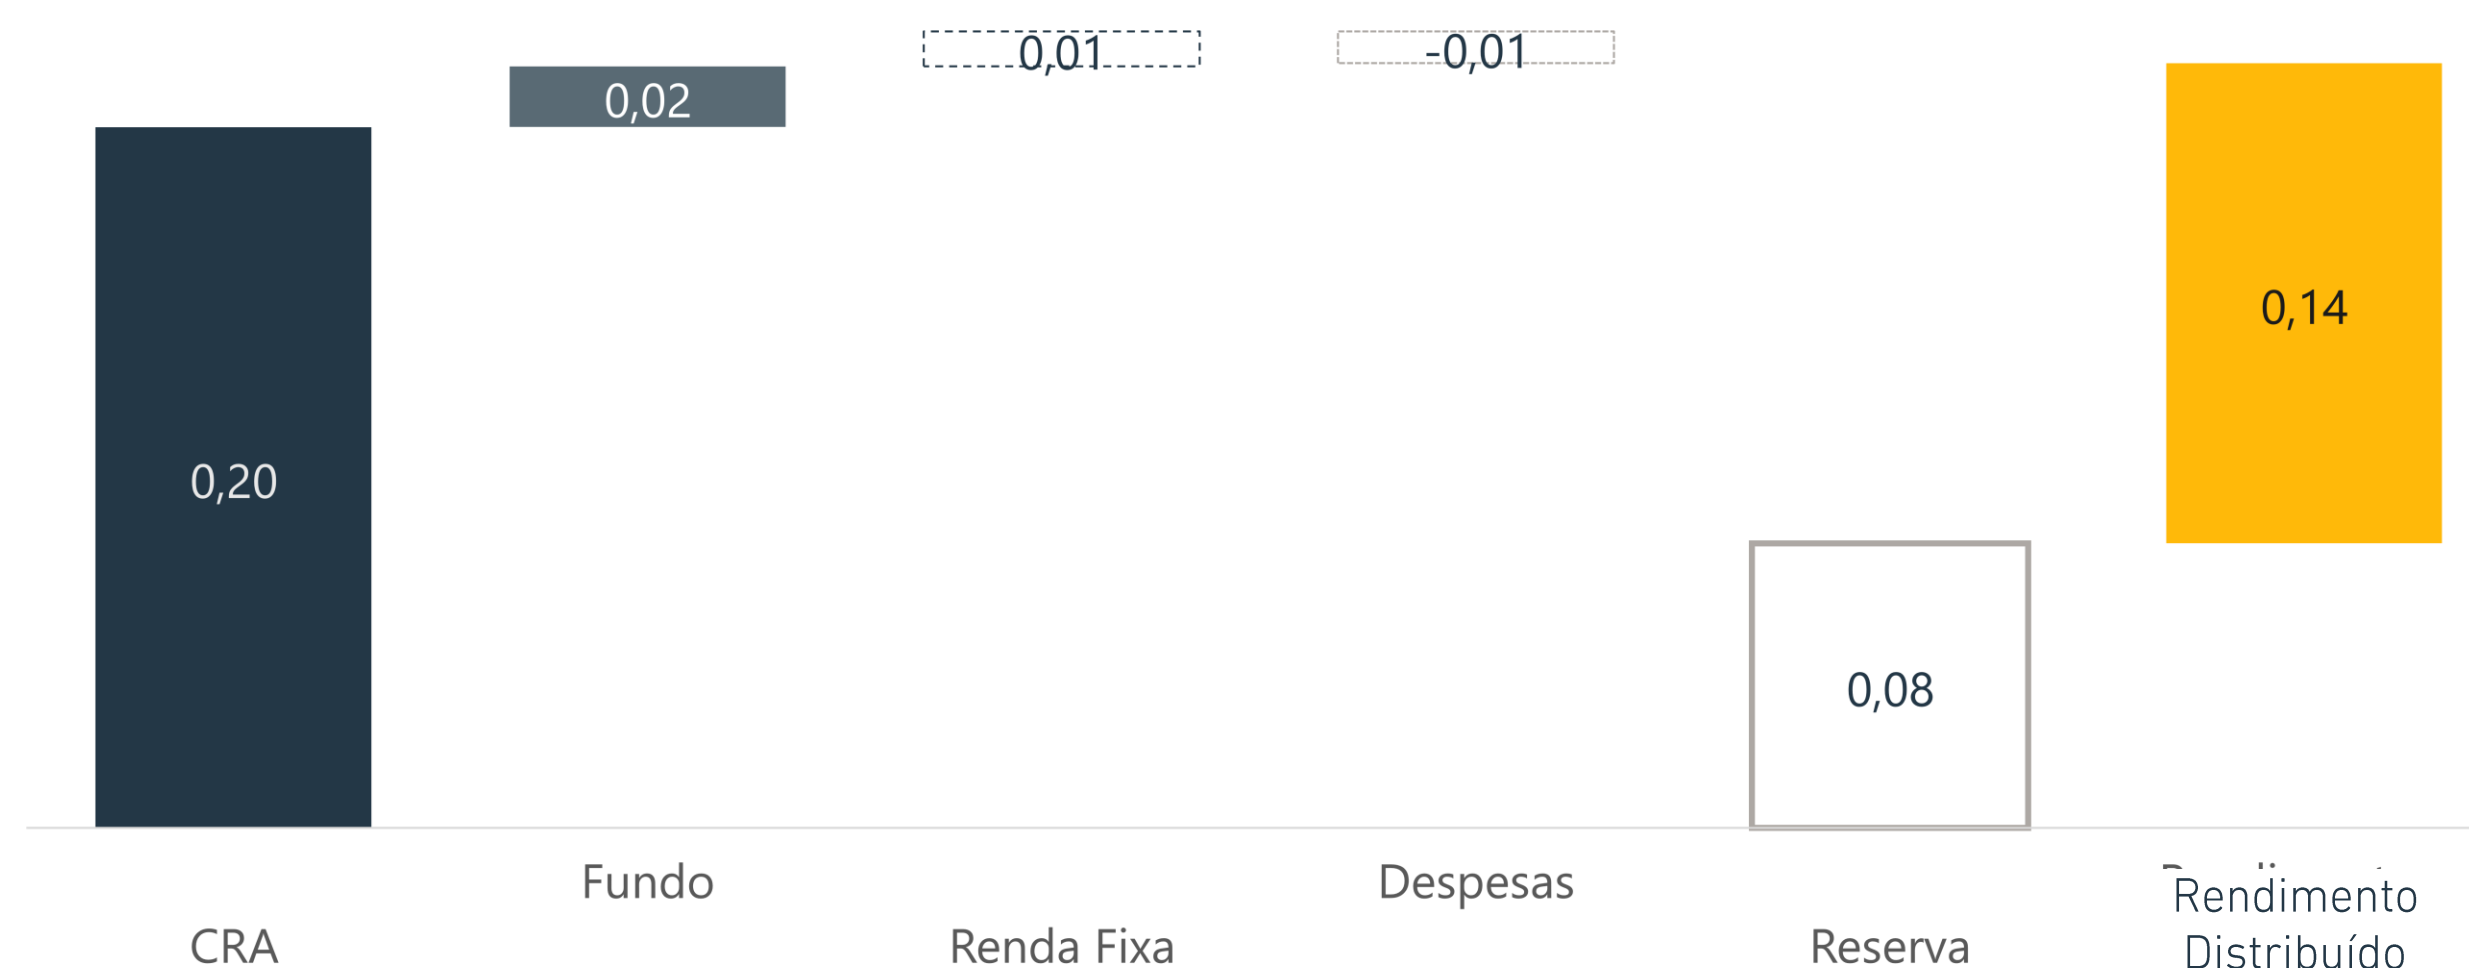 0,01
-0,01
0,02
0,14
0,20
0,08
Fundo
Despesas
Rendimento
CRA
Renda Fixa
Reserva
Distribuído